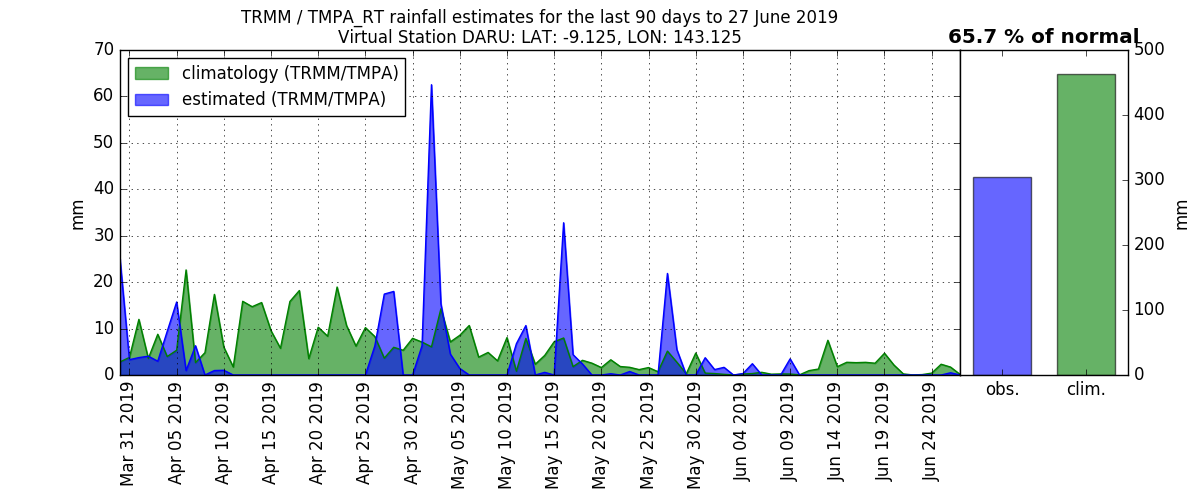 TRMM / TMPA_RT rainfall estimates for the last 90 days to 27 June 2019
Virtual Station DARU: LAT: -9.125, LON: 143.125
65.7 % of normal
climatology (TRMM/TMPA)
estimated (TRMM/TMPA)
70
60
50
40
30
20
10
0
mm
Mar 31 2019
Apr 05 2019
Apr 10 2019
Apr 15 2019
Apr 20 2019
Apr 25 2019
Apr 30 2019
May 05 2019
May 10 2019
May 15 2019
May 20 2019
May 25 2019
May 30 2019
Jun 04 2019
Jun 09 2019
Jun 14 2019
Jun 19 2019
Jun 24 2019
obs.
clim.
500
400
300
200
100
0
mm